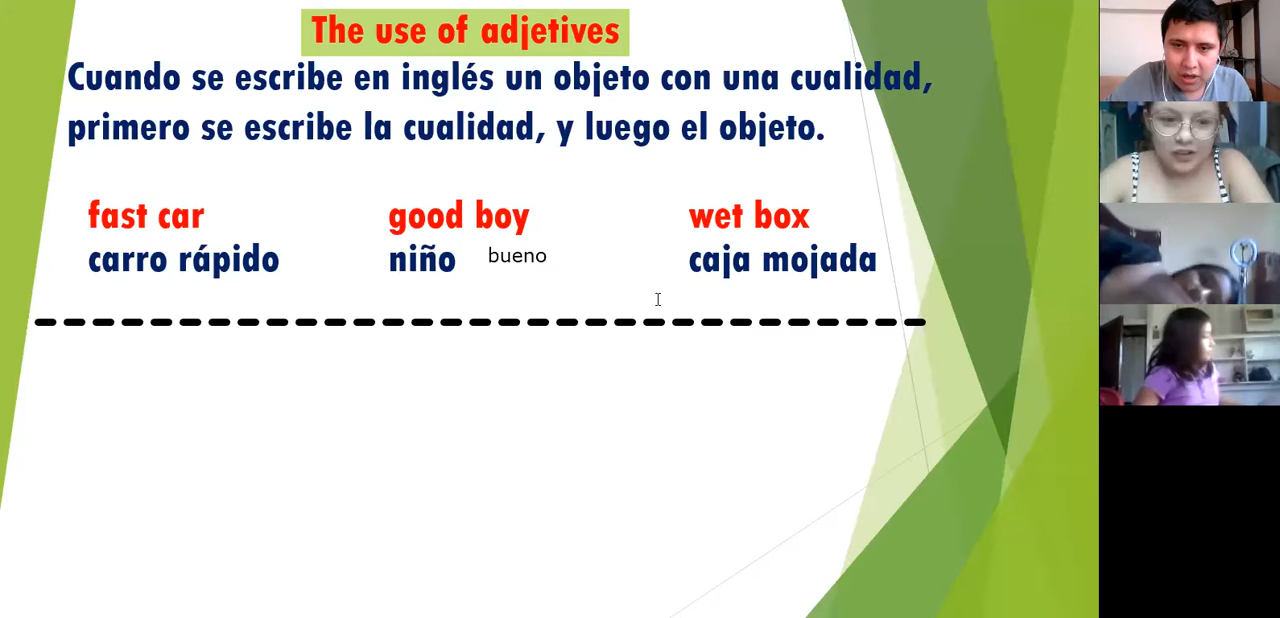 The use of adjetives
Cuando se escribe en inglés un objeto con una cualidad,
primero se escribe la cualidad, y luego el objeto.
fast car good boy wet box
carro rápido niño bueno caja mojada